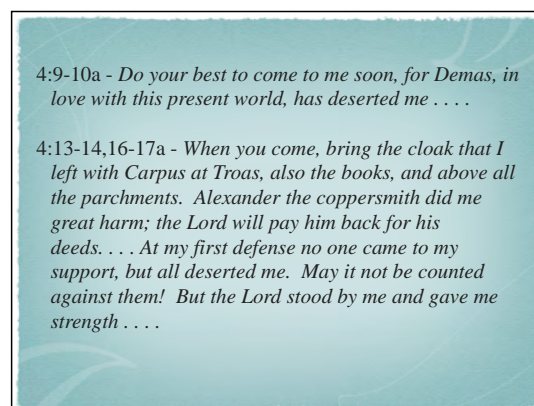 4:9-10a - Do your best to come to me soon, for Demas, in
love with this present world, has deserted me . . . .
4:13-14,16-17a - When you come, bring the cloak that I
left with Carpus at Troas, also the books, and above all
the parchments.  Alexander the coppersmith did me
great harm; the Lord will pay him back for his
deeds. . . . At my first defense no one came to my
support, but all deserted me.  May it not be counted
against them!  But the Lord stood by me and gave me
strength . . . .